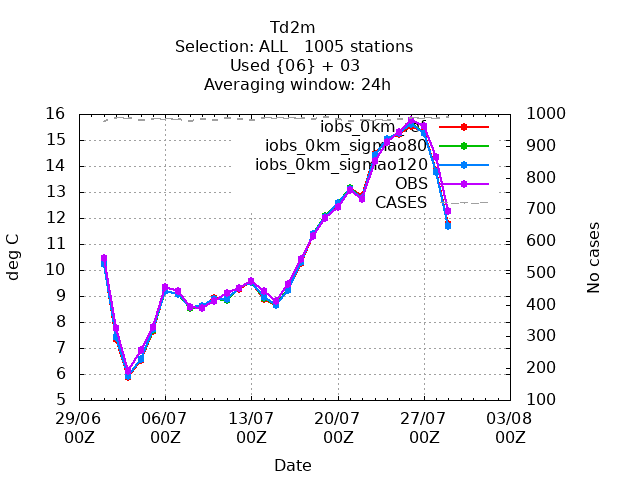 Td2m
Selection: ALL   1005 stations
Used {06} + 03
Averaging window: 24h
16
15
14
13
12
11
10
9
8
7
6
5
1000
900
800
700
600
500
400
300
200
100
iobs_0km_ref
iobs_0km_sigmao80
iobs_0km_sigmao120
OBS
CASES
deg C
No cases
29/06 06/07 13/07 20/07 27/07 03/08
00Z 00Z 00Z 00Z 00Z 00Z
Date